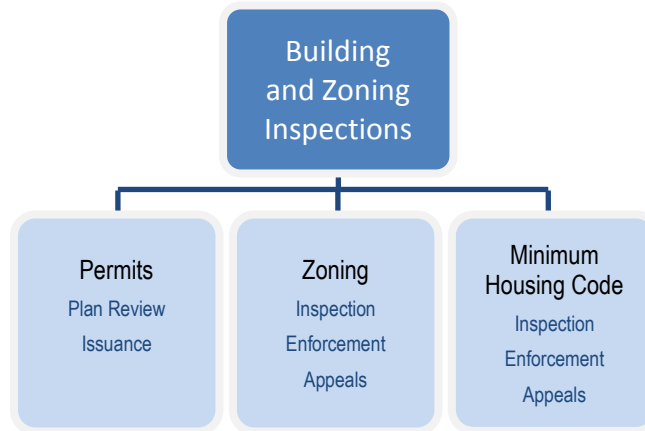 Building
and Zoning
Inspections
Permits
Plan Review
Issuance
Zoning
Inspection
Enforcement
Appeals
Minimum
Housing Code
Inspection
Enforcement
Appeals